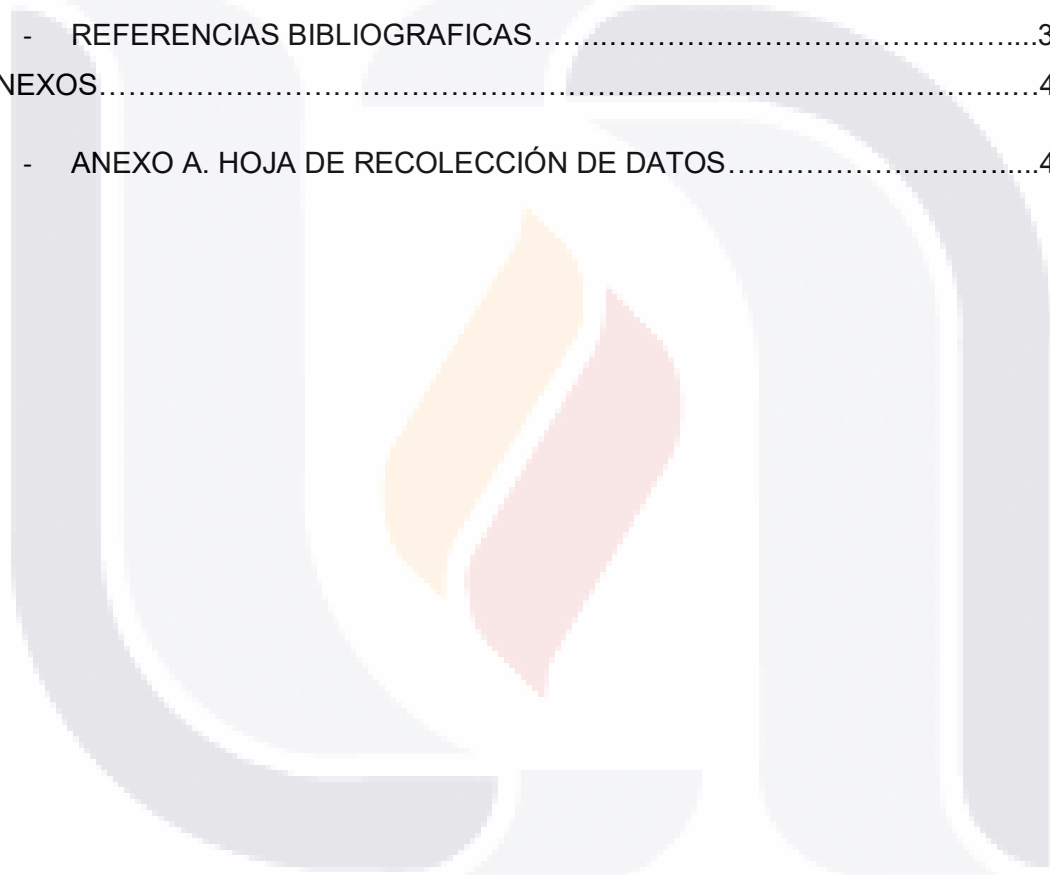 - REFERENCIAS BIBLIOGRAFICAS……...……………………….………..…....3
NEXOS…….……………………………………..………………………..………..….4
- ANEXO A. HOJA DE RECOLECCIÓN DE DATOS………………..……….....4